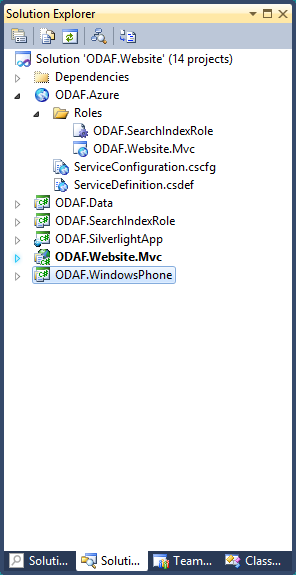 Solution Explorer
Solution 'ODAF.Website' (14 projects)
Dependencies
ODAF.Azure
Roles
ODAF.SearchIndexRole
ODAF.Website.Mvc
ServiceConfiguration.cscfg
ServiceDefinition.csdef
ODAF.Data
ODAF.SearchIndexRole
ODAF.SilverlightApp
ODAF.Website.Mvc
ODAF.WindowsPhone
Soluti... Soluti... Team... Class...